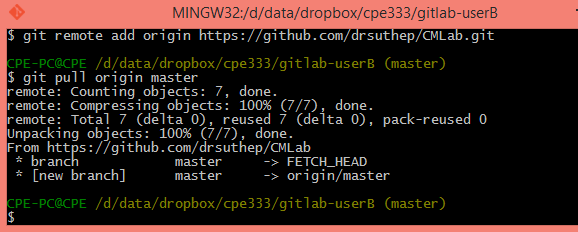 MINGW32:/d/data/dropbox/cpe333/gitlab-userB
$ git remote add origin https://github.com/drsuthep/CMLab.git
CPE-PC@CPE /d/data/dropbox/cpe333/gitlab-userB (master)
$ git pull origin master
remote: Counting objects: 7, done.
remote: Compressing objects: 100% (7/7), done.
remote: Total 7 (delta 0), reused 7 (delta 0), pack-reused 0
Unpacking objects: 100% (7/7), done.
From https://github.com/drsuthep/CMLab
 * branch            master     -> FETCH_HEAD
 * [new branch]      master     -> origin/master
CPE-PC@CPE /d/data/dropbox/cpe333/gitlab-userB (master)
$